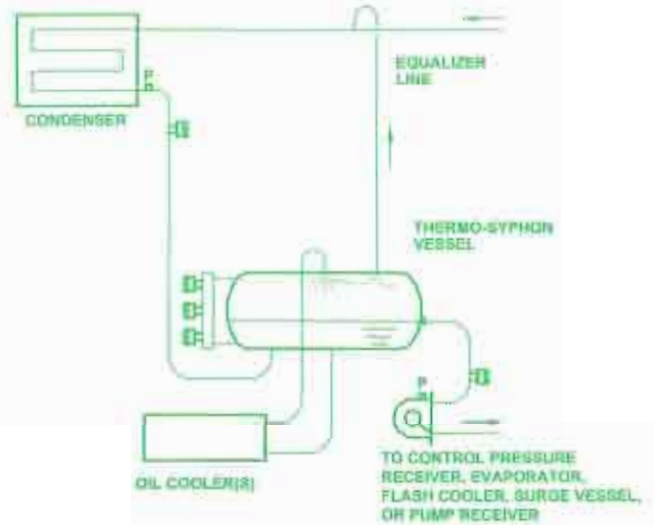 EQUALIZER
LINE
P
CONDENSER
THERMO-SYPHON
VESSEL
P
OIL COOLER(S)
TO CONTROL PRESSURE
RECEIVER, EVAPORATOR,
FLASH COOLER, SURGE VESSEL,
OR PUMP RECEIVER